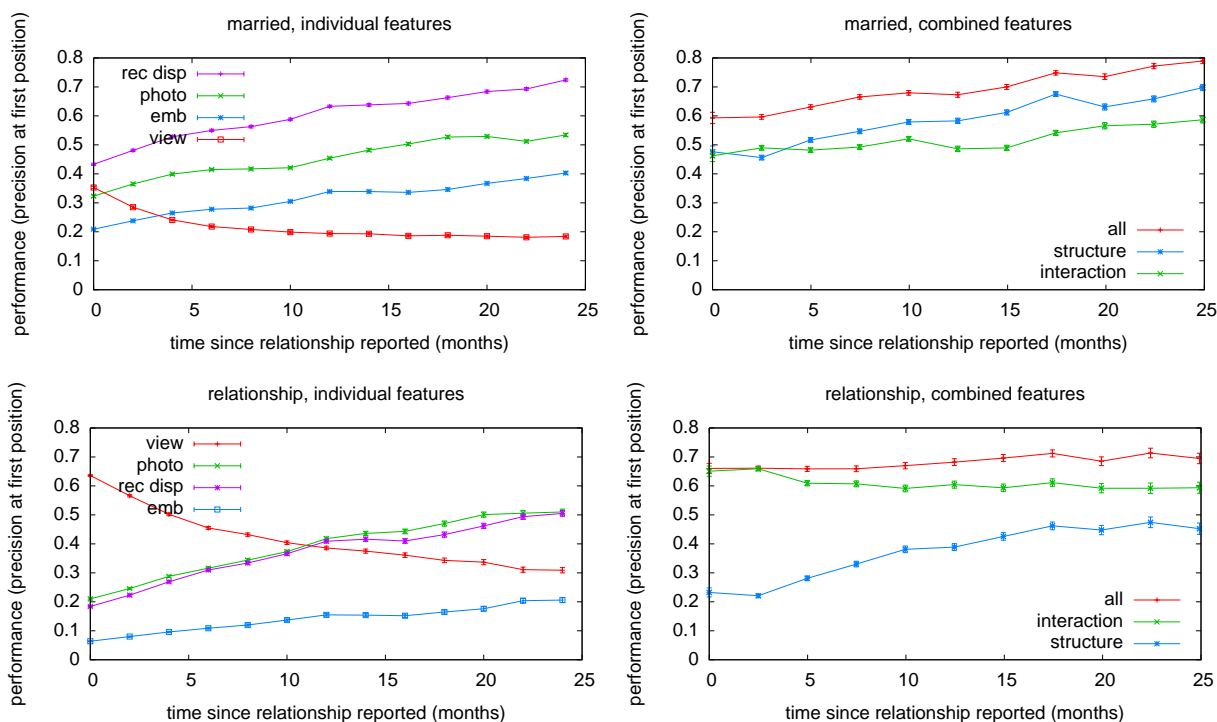 married, individual features
performance (precision at first position)
0.8
0.7
0.6
0.5
0.4
0.3
0.2
0.1
0
rec disp
photo
emb
view
0 5 10 15 20 25
time since relationship reported (months)
married, combined features
performance (precision at first position)
0.8
0.7
0.6
0.5
0.4
0.3
0.2
0.1
0
all
structure
interaction
0 5 10 15 20 25
time since relationship reported (months)
relationship, individual features
performance (precision at first position)
0.8
0.7
0.6
0.5
0.4
0.3
0.2
0.1
0
view
photo
rec disp
emb
0 5 10 15 20 25
time since relationship reported (months)
relationship, combined features
performance (precision at first position)
0.8
0.7
0.6
0.5
0.4
0.3
0.2
0.1
0
all
interaction
structure
0 5 10 15 20 25
time since relationship reported (months)